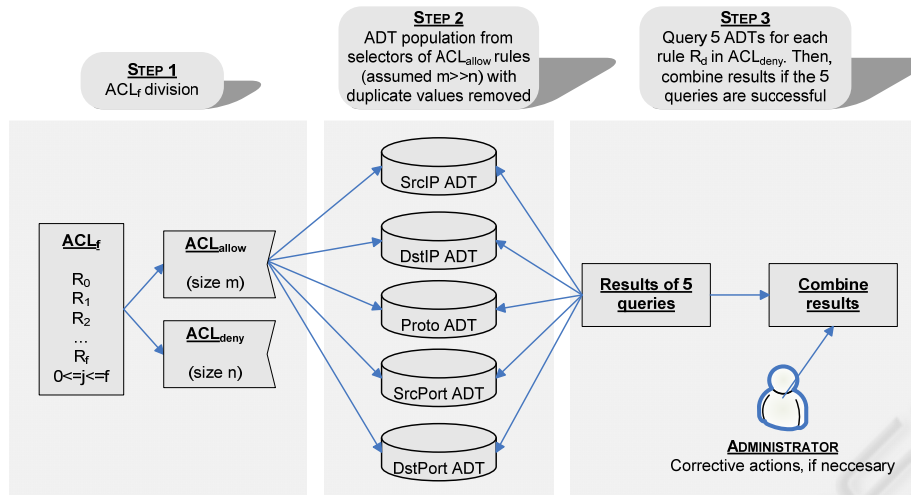 STEP 1
ACLf division
STEP 2
ADT population from
selectors of ACLallow rules
(assumed m>>n) with
duplicate values removed
STEP 3
Query 5 ADTs for each
rule Rd in ACLdeny. Then,
combine results if the 5
queries are successful
ACLf
R0
R1
R2
...
Rf
0<=j<=f
ACLallow
(size m)
ACLdeny
(size n)
SrcIP ADT
DstIP ADT
Proto ADT
SrcPort ADT
DstPort ADT
Results of 5
queries
Combine
results
ADMINISTRATOR
Corrective actions, if neccesary